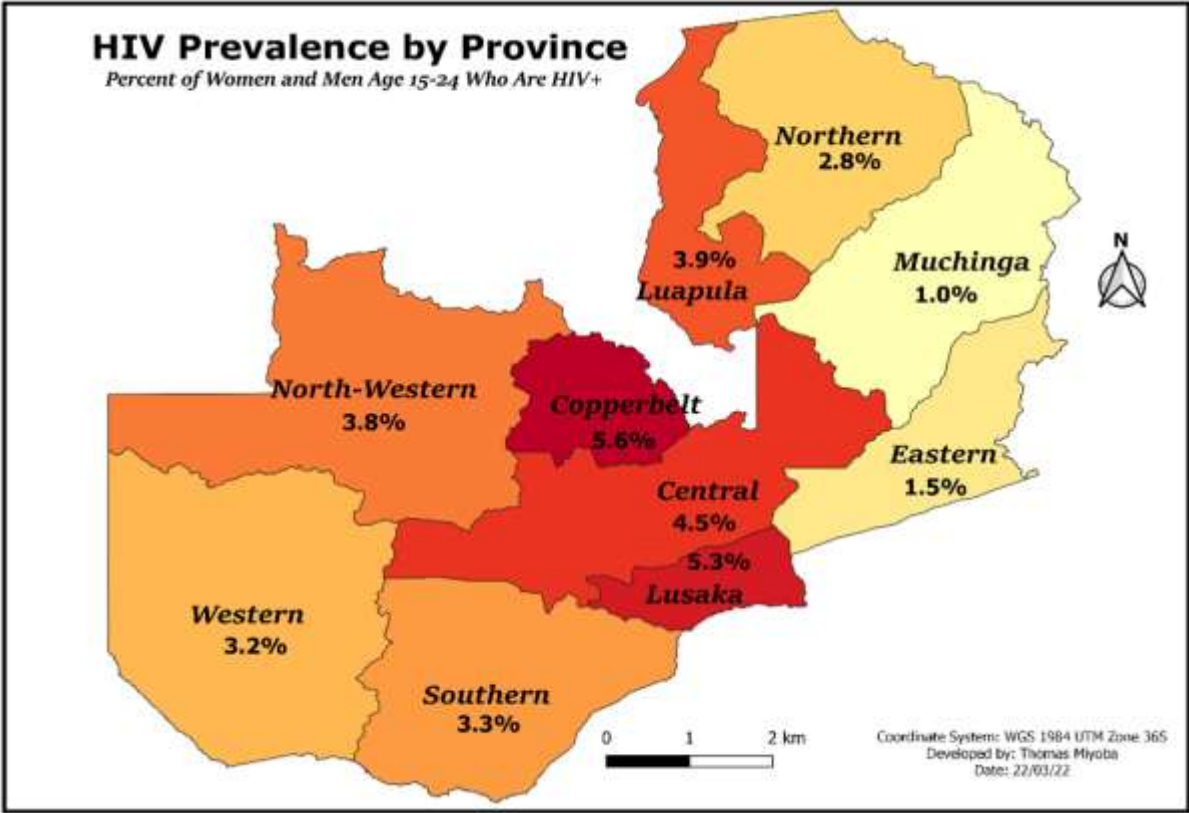 HIV Prevalence by Province
Percent of Women and Men Age 15-24 Who Are HIV+
Northern
2.8%
N
Muchinga
1.0%
3.9%
Luapula
North-Western
3.8%
Copperbelt
5.6%
Eastern
1.5%
Central
4.5%
5.3%
Lusaka
Western
3.2%
Southern
3.3%
0 1 2 km
Coordinate System: WGS 1984 UTM Zone 36S
Developed by: Thomas Miyoba
Date: 22/03/22